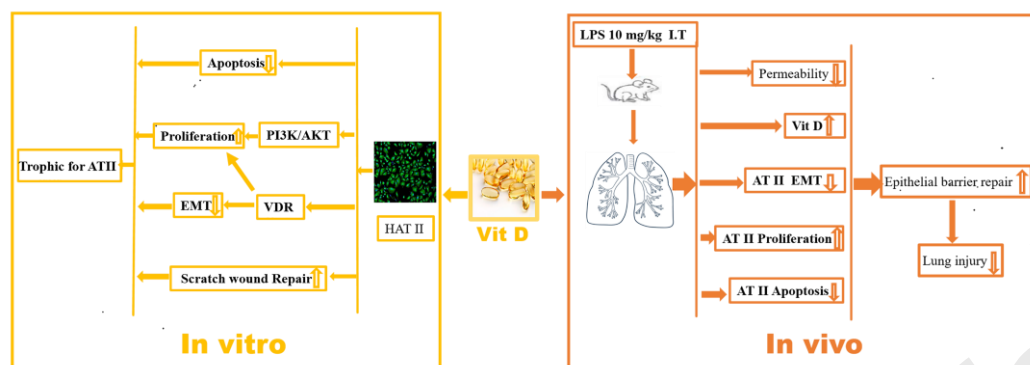 Apoptosis
Proliferation
PI3K/AKT
Trophic for ATII
EMT
VDR
HAT II
Scratch wound Repair
In vitro
Vit D
LPS 10 mg/kg I.T
Permeability
Vit D
AT II EMT
AT II Proliferation
AT II Apoptosis
Epithelial barrier repair
Lung injury
In vivo